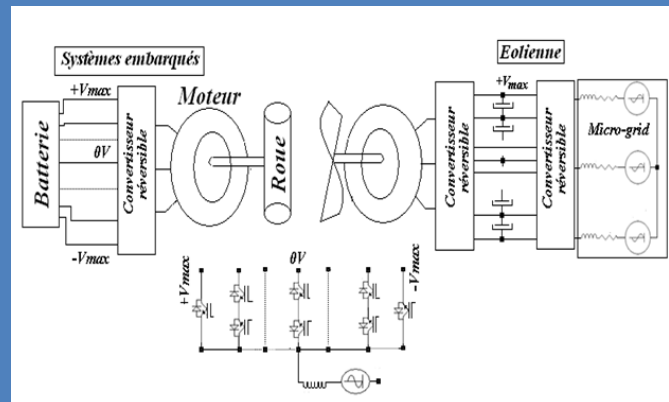 Systèmes embarqués
Eolienne
+Vmax
Moteur
+Vmax
Batterie
0V
Convertisseur
réversible
Roue
Convertisseur
réversible
Convertisseur
réversible
Micro-grid
-Vmax
+Vmax
0V
-Vmax